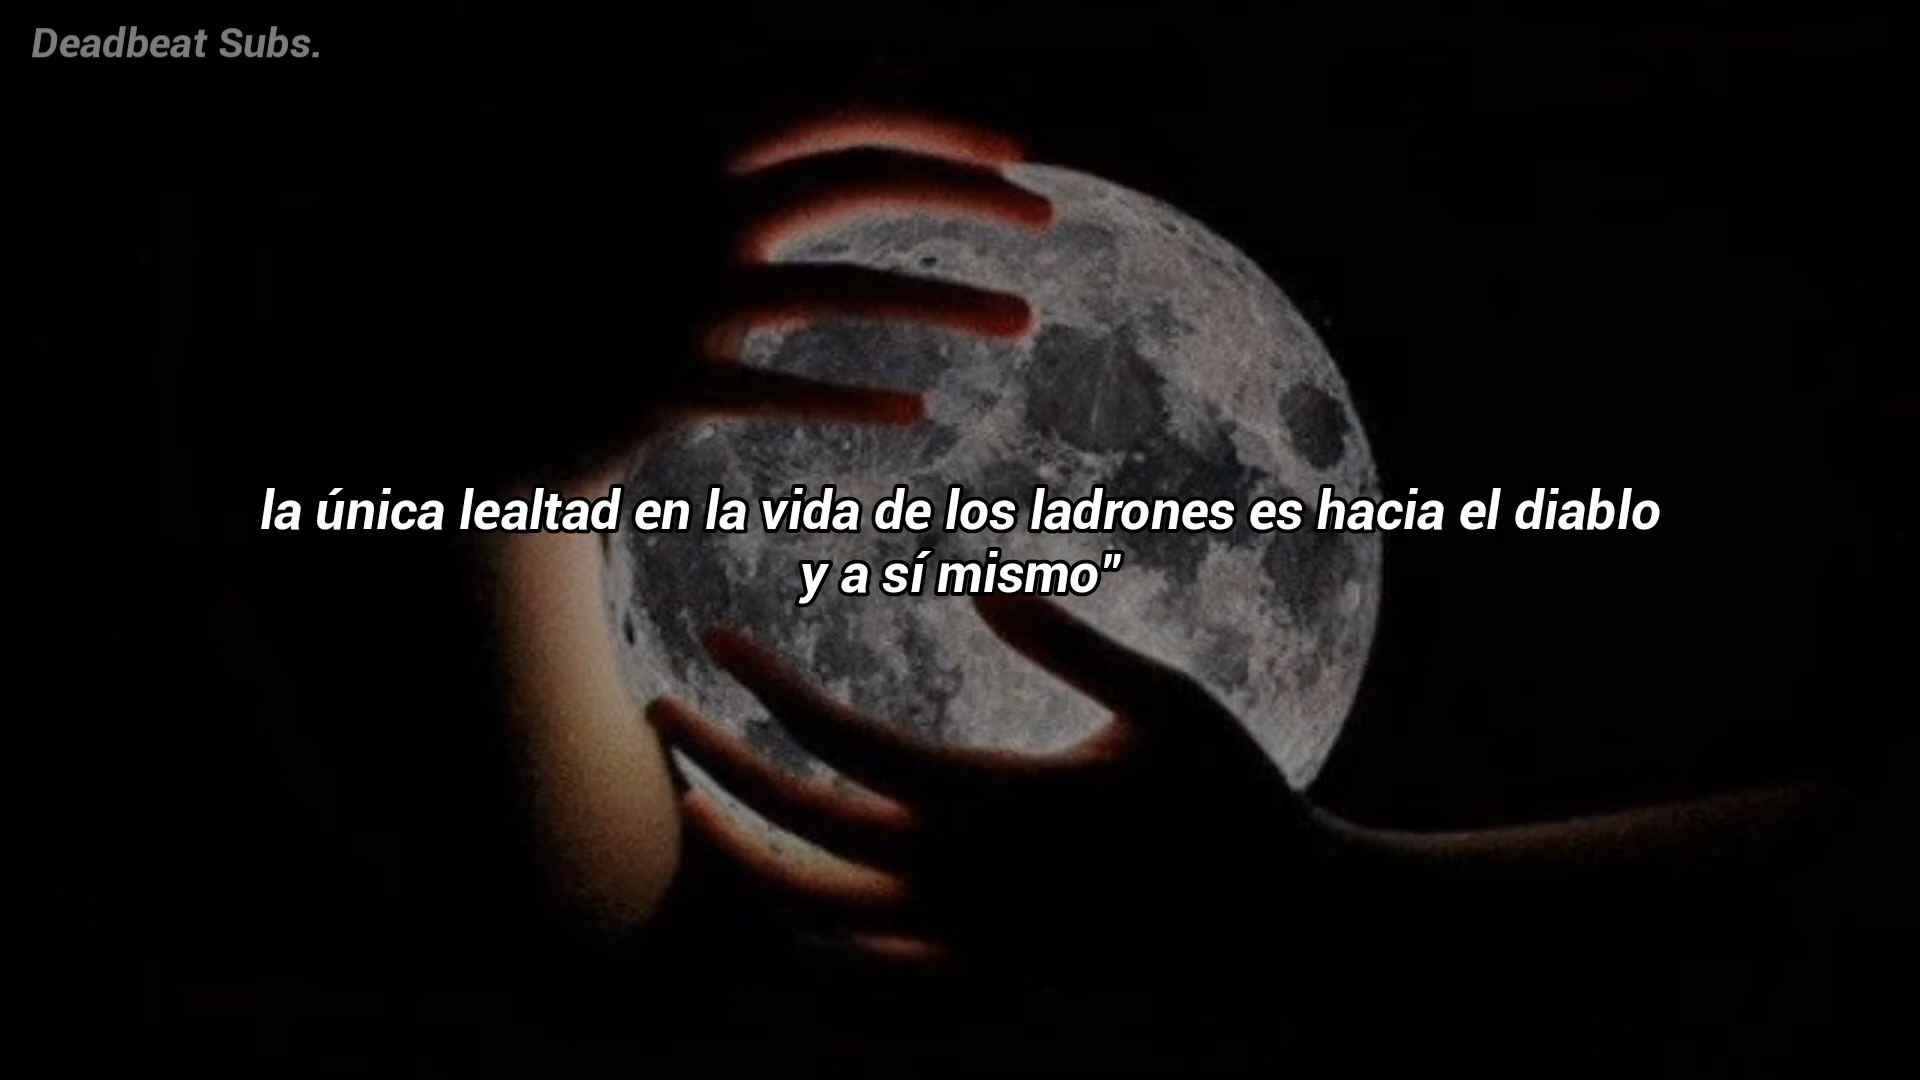 Deadbeat Subs.
la única lealtad en la vida de los ladrones es hacia el diablo
y a sí mismo"